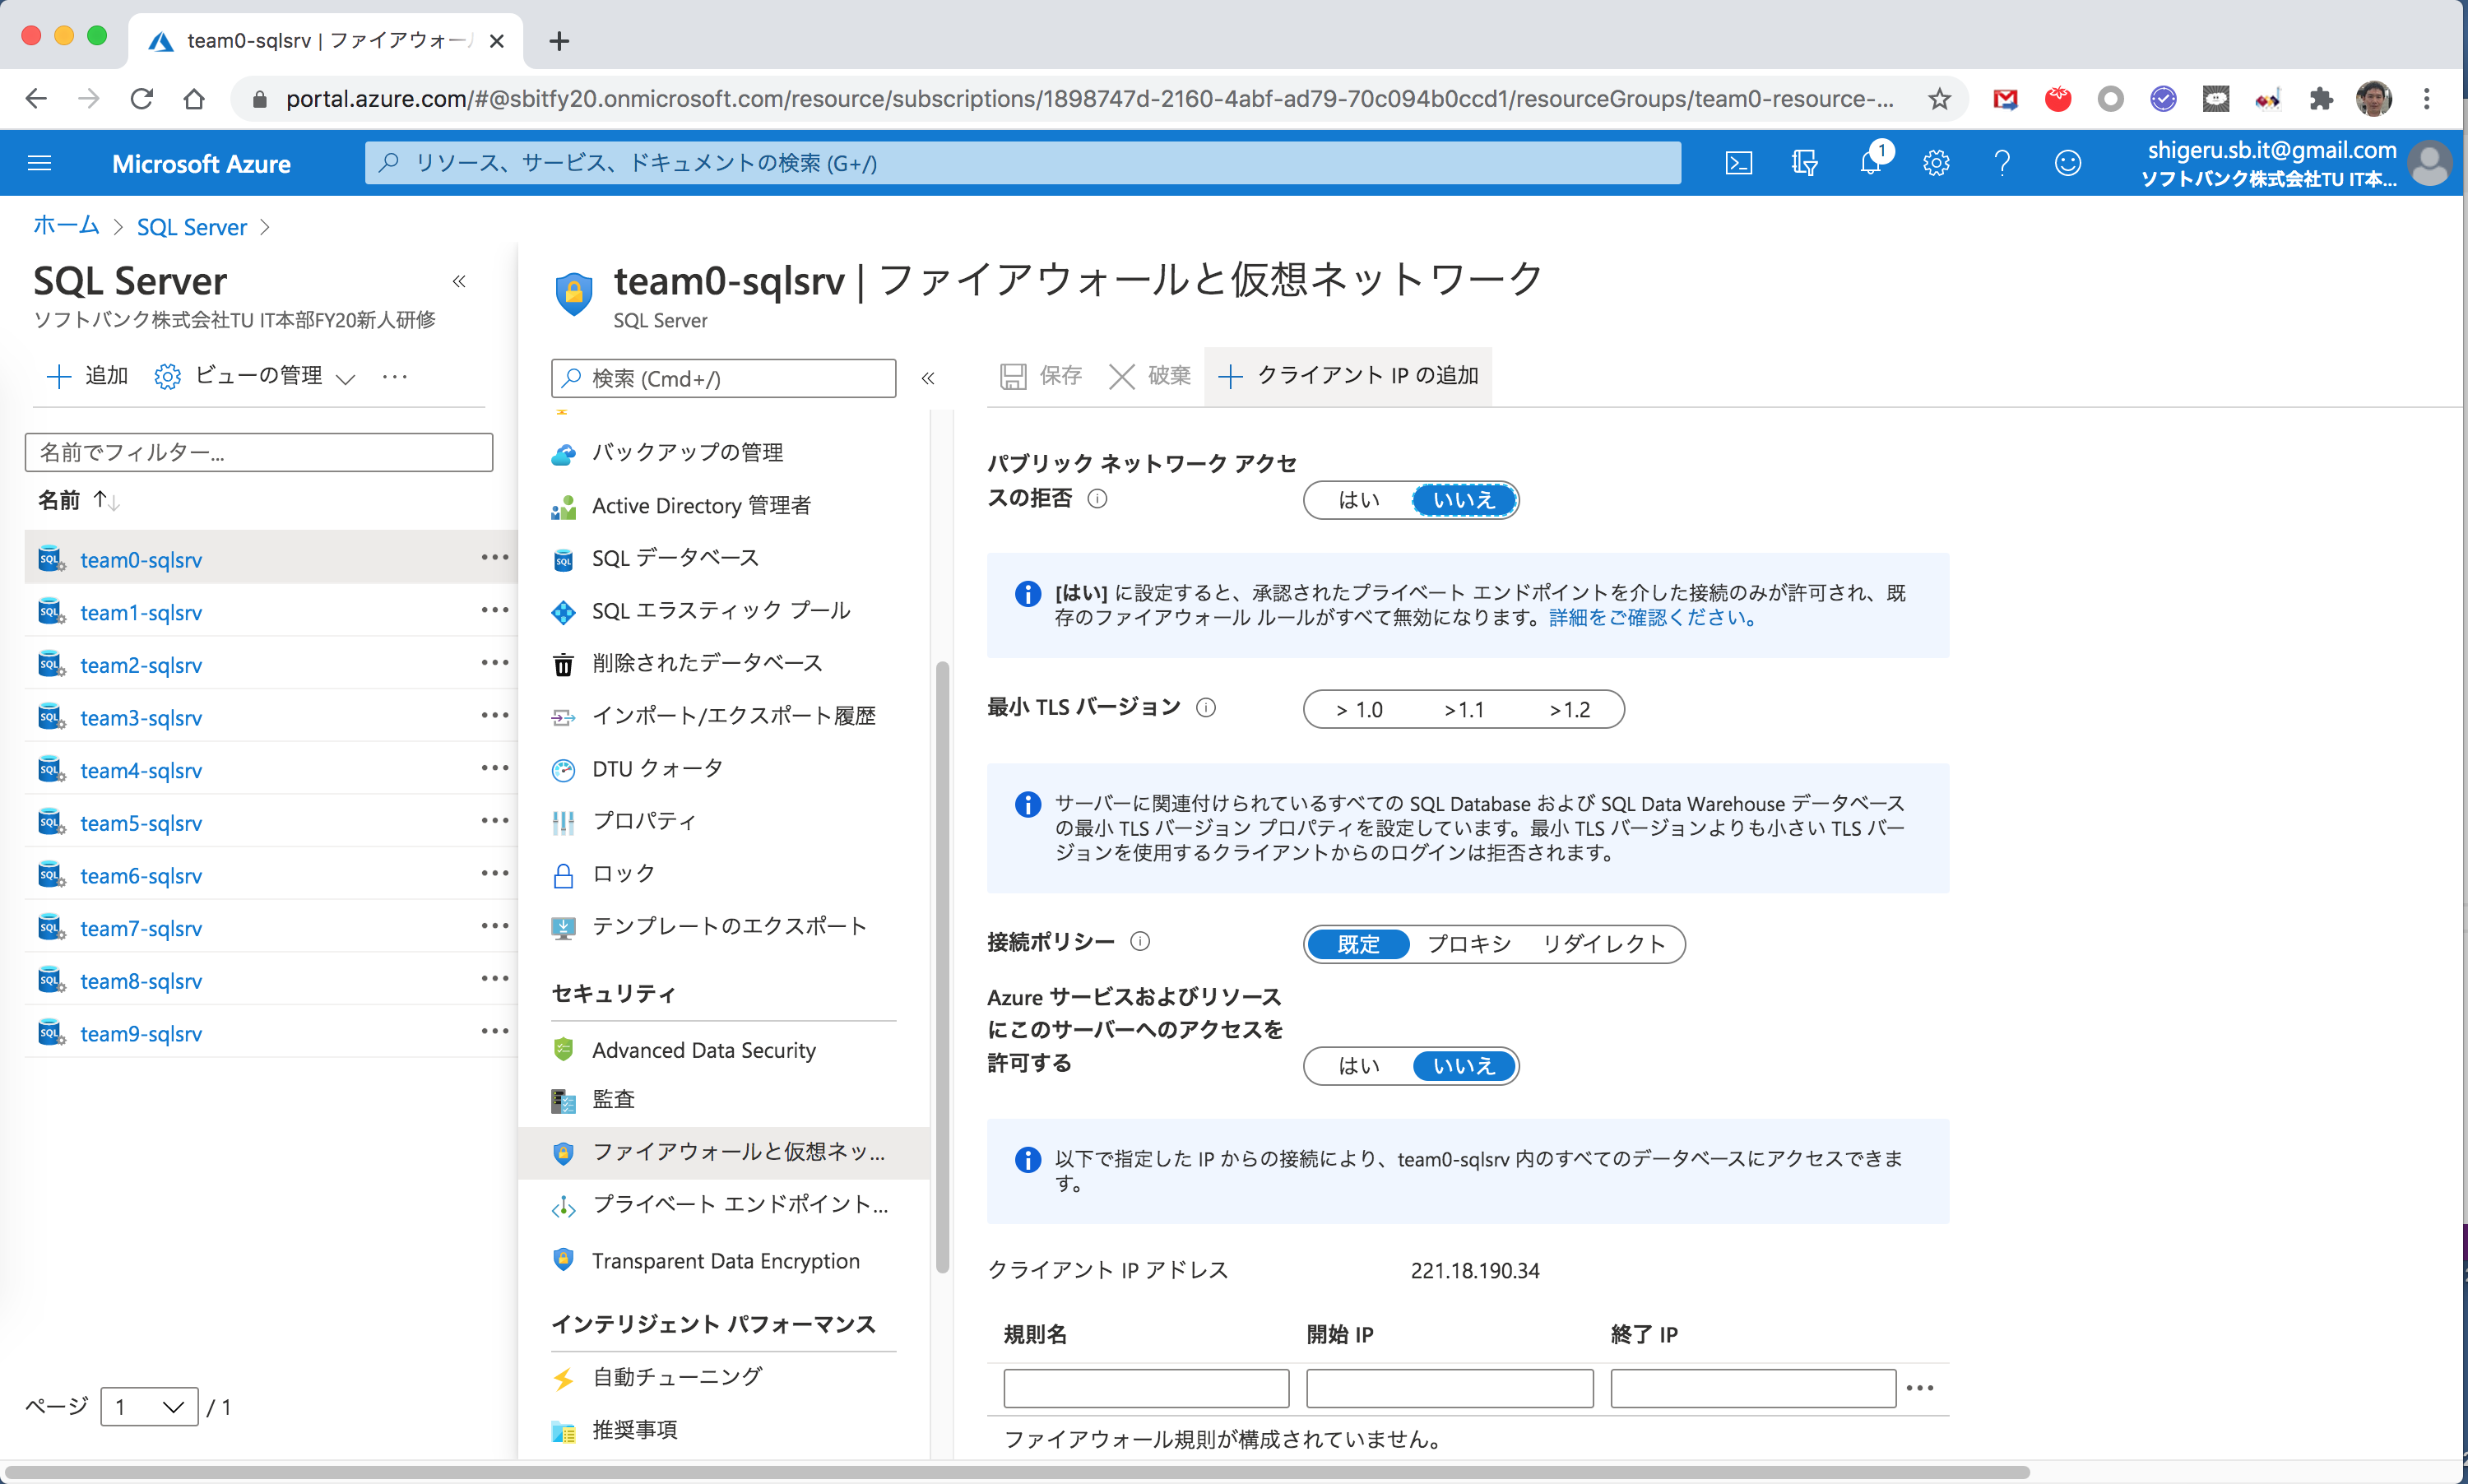 team0-sqlsrv | ファイアウォール
portal.azure.com/#@sbitfy20.onmicrosoft.com/resource/subscriptions/1898747d-2160-4abf-ad79-70c094b0ccd1/resourceGroups/team0-resource-...
Microsoft Azure
リソース、サービス、ドキュメントの検索 (G+/)
1
shigeru.sb.it@gmail.com
ソフトバンク株式会社TU IT本...
ホーム > SQL Server >
SQL Server
«
ソフトバンク株式会社TU IT本部FY20新人研修
追加
ビューの管理
...
名前でフィルター...
名前 ↑↓
team0-sqlsrv
team1-sqlsrv
team2-sqlsrv
team3-sqlsrv
team4-sqlsrv
team5-sqlsrv
team6-sqlsrv
team7-sqlsrv
team8-sqlsrv
team9-sqlsrv
ページ 1 / 1
team0-sqlsrv | ファイアウォールと仮想ネットワーク
SQL Server
検索 (Cmd+/)
«
バックアップの管理
Active Directory 管理者
SQL データベース
SQL エラスティック プール
削除されたデータベース
インポート/エクスポート履歴
DTU クォータ
プロパティ
ロック
テンプレートのエクスポート
セキュリティ
Advanced Data Security
監査
ファイアウォールと仮想ネッ...
プライベート エンドポイント...
Transparent Data Encryption
インテリジェント パフォーマンス
自動チューニング
推奨事項
保存
破棄
クライアント IP の追加
パブリック ネットワーク アクセ
スの拒否
はい いいえ
[はい] に設定すると、承認されたプライベート エンドポイントを介した接続のみが許可され、既
存のファイアウォール ルールがすべて無効になります。詳細をご確認ください。
最小 TLS バージョン
> 1.0 >1.1 >1.2
サーバーに関連付けられているすべての SQL Database および SQL Data Warehouse データベース
の最小 TLS バージョン プロパティを設定しています。最小 TLS バージョンよりも小さい TLS バー
ジョンを使用するクライアントからのログインは拒否されます。
接続ポリシー
既定 プロキシ リダイレクト
Azure サービスおよびリソース
にこのサーバーへのアクセスを
許可する
はい いいえ
以下で指定した IP からの接続により、team0-sqlsrv 内のすべてのデータベースにアクセスできま
す。
クライアント IP アドレス 221.18.190.34
規則名 開始 IP 終了 IP
ファイアウォール規則が構成されていません。